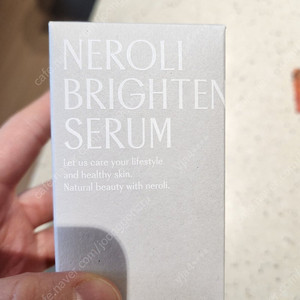 NEROLI
BRIGHTEN
SERUM
Let us care your lifestyle
and healthy skin.
Natural beauty with neroli.